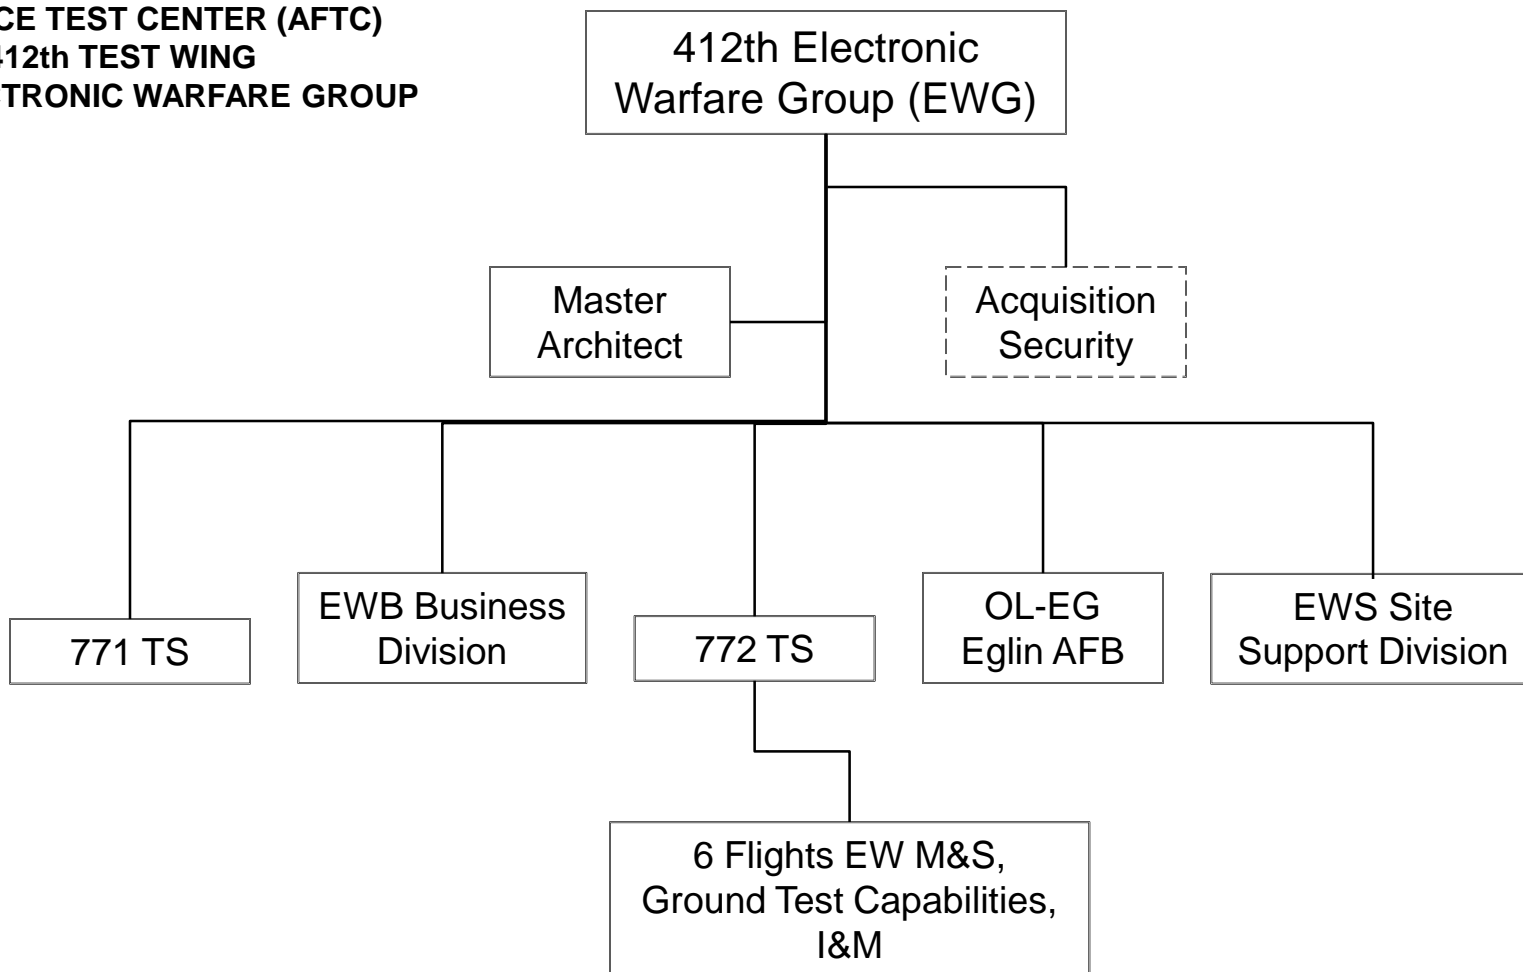 CE TEST CENTER (AFTC)
412th TEST WING
CTRONIC WARFARE GROUP
412th Electronic
Warfare Group (EWG)
Master
Architect
Acquisition
Security
771 TS
EWB Business
Division
772 TS
OL-EG
Eglin AFB
EWS Site
Support Division
6 Flights EW M&S,
Ground Test Capabilities,
I&M